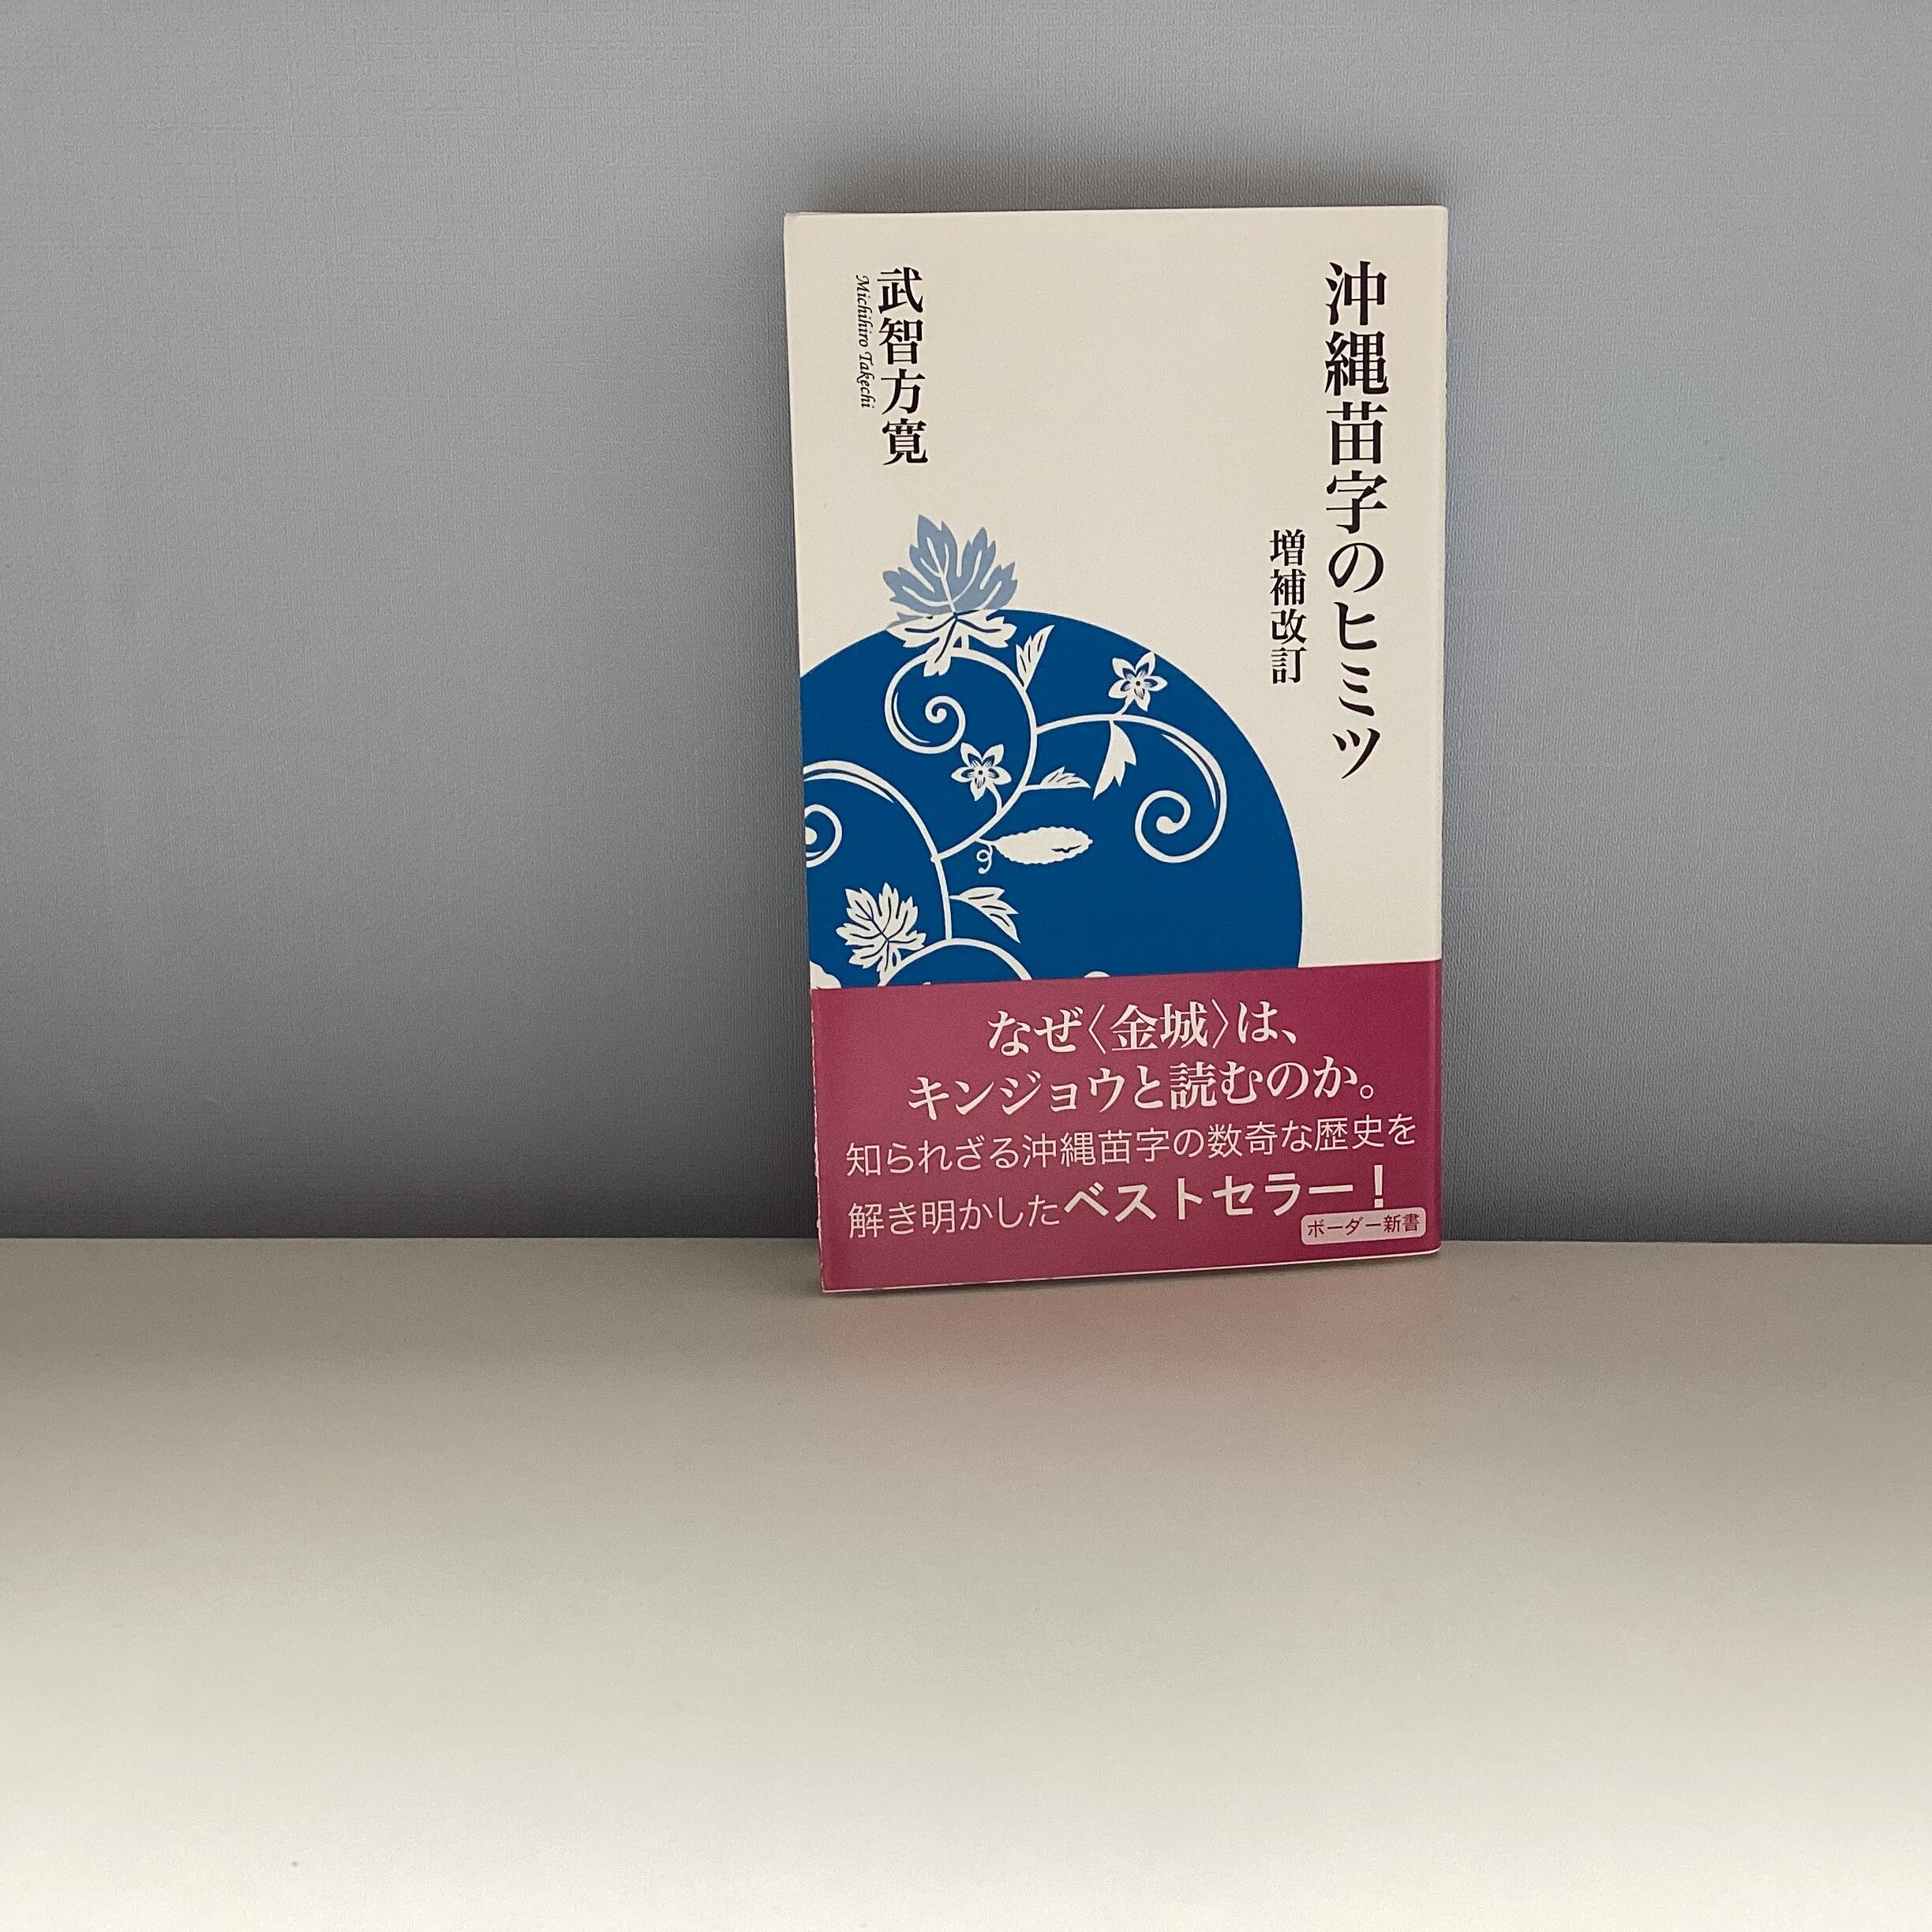 沖縄苗字のヒミツ
増補改訂
武智方寛
Michihiro Takechi
なぜ〈金城〉は、
キンジョウと読むのか。
知られざる沖縄苗字の数奇な歴史を
解き明かしたベストセラー!
ボーダー新書